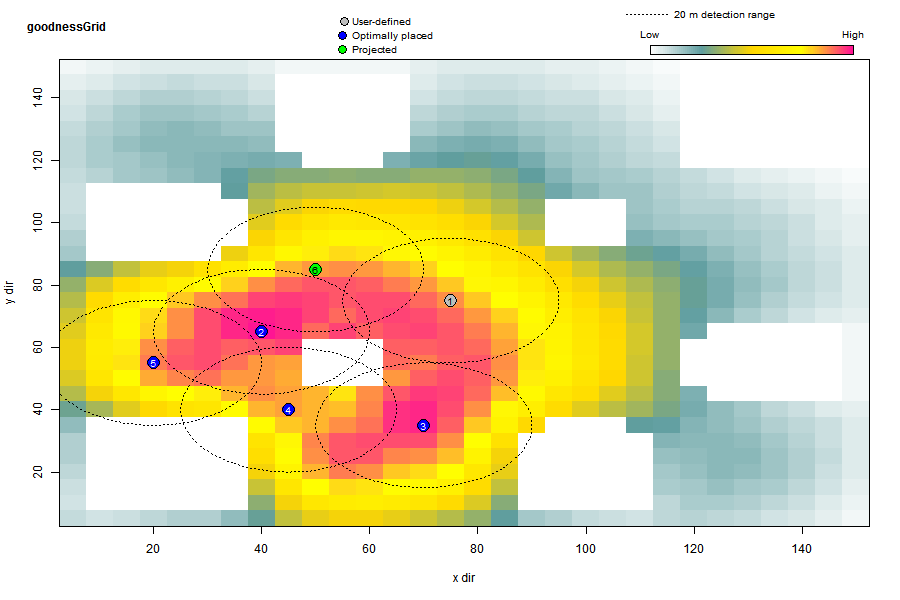 goodnessGrid
User-defined
Optimally placed
Projected
20 m detection range
Low High
y dir
140
120
100
80
60
40
20
6
1
2
5
4
3
20 40 60 80 100 120 140
x dir